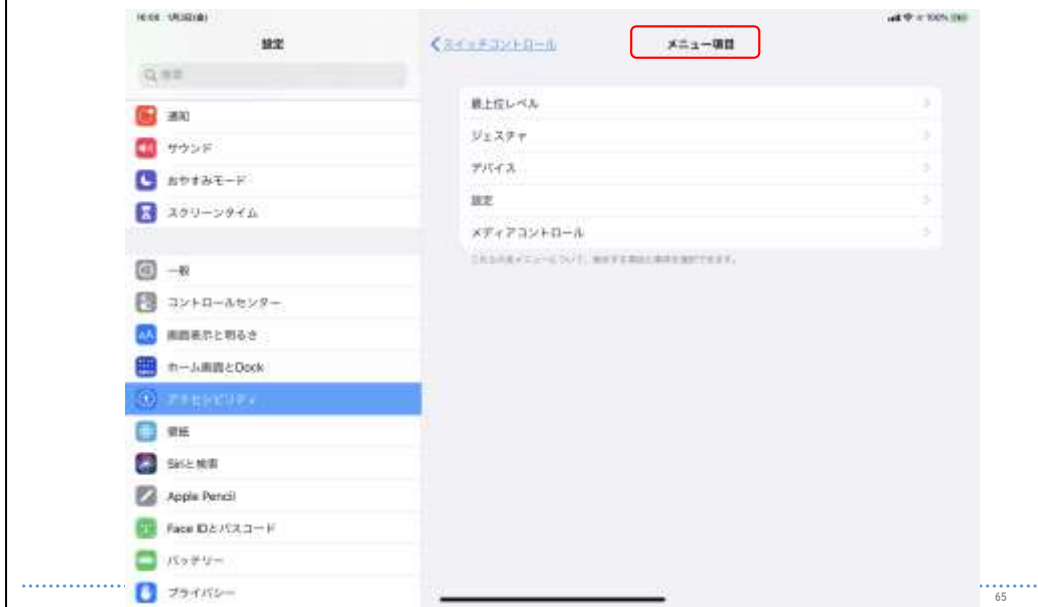 設定
検索
通知
サウンド
おやすみモード
スクリーンタイム
一般
コントロールセンター
画面表示と明るさ
ホーム画面とDock
アクセシビリティ
壁紙
Siriと検索
Apple Pencil
Face IDとパスコード
バッテリー
プライバシー
スイッチコントロール
メニュー項目
100%
最上位レベル
ジェスチャ
デバイス
設定
メディアコントロール
65